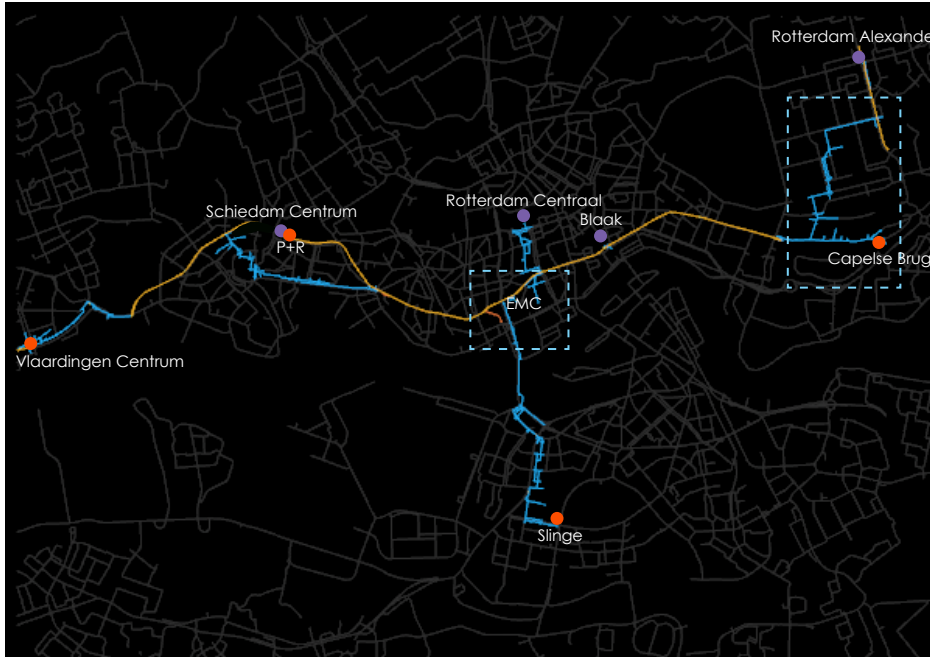 Rotterdam Alexande
Schiedam Centrum
Rotterdam Centraal
Blaak
P+R
Capelse Brug
EMC
Vlaardingen Centrum
Slinge